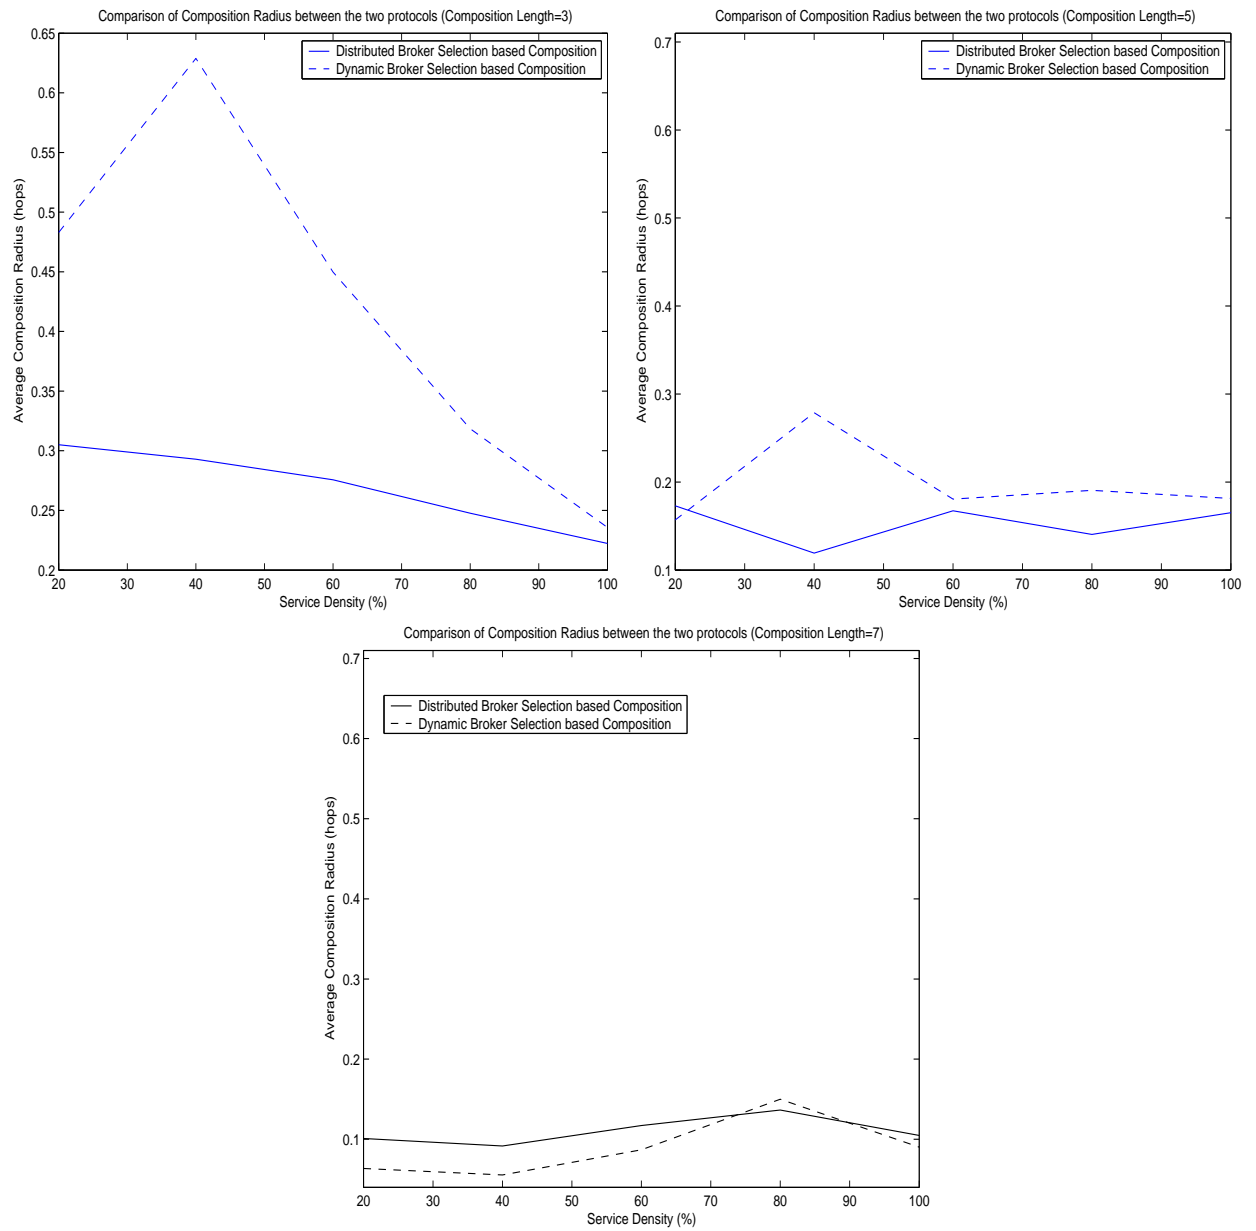 Comparison of Composition Radius between the two protocols (Composition Length=3)
Distributed Broker Selection based Composition
Dynamic Broker Selection based Composition
0.65
0.6
0.55
0.5
0.45
0.4
0.35
0.3
0.25
0.2
Average Composition Radius (hops)
20 30 40 50 60 70 80 90 100
Service Density (%)
Comparison of Composition Radius between the two protocols (Composition Length=5)
Distributed Broker Selection based Composition
Dynamic Broker Selection based Composition
0.7
0.6
0.5
0.4
0.3
0.2
0.1
Average Composition Radius (hops)
20 30 40 50 60 70 80 90 100
Service Density (%)
Comparison of Composition Radius between the two protocols (Composition Length=7)
Distributed Broker Selection based Composition
Dynamic Broker Selection based Composition
0.7
0.6
0.5
0.4
0.3
0.2
0.1
Average Composition Radius (hops)
20 30 40 50 60 70 80 90 100
Service Density (%)